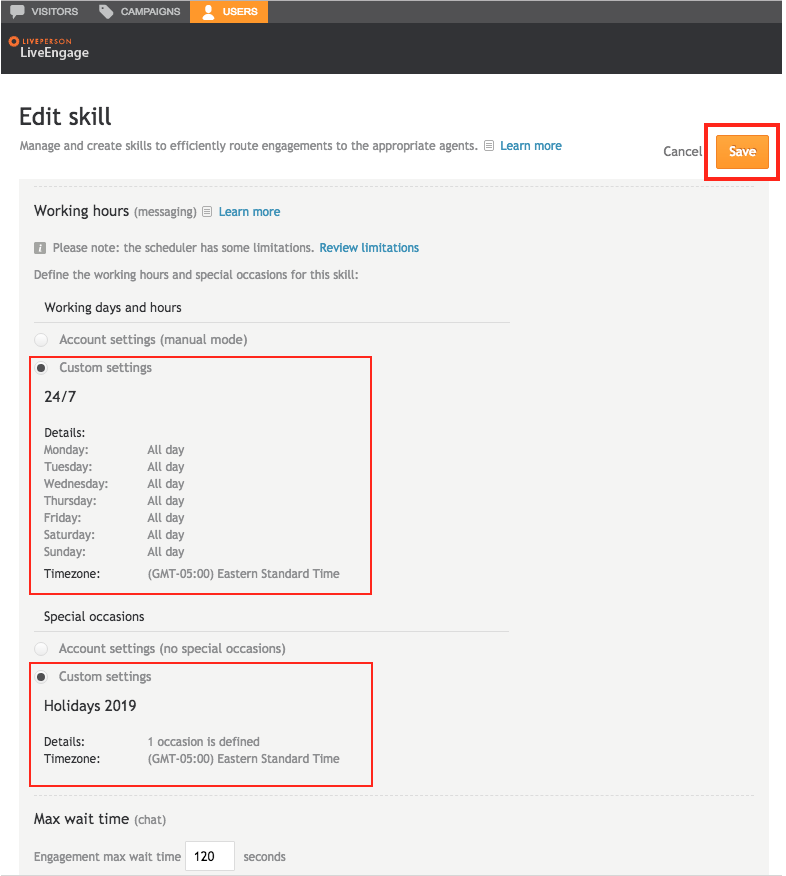 VISITORS CAMPAIGNS USERS
LIVEPERSON
LiveEngage
Edit skill
Manage and create skills to efficiently route engagements to the appropriate agents. Learn more
Cancel Save
Working hours (messaging) Learn more
i Please note: the scheduler has some limitations. Review limitations
Define the working hours and special occasions for this skill:
Working days and hours
Account settings (manual mode)
Custom settings
24/7
Details:
Monday: All day
Tuesday: All day
Wednesday: All day
Thursday: All day
Friday: All day
Saturday: All day
Sunday: All day
Timezone: (GMT-05:00) Eastern Standard Time
Special occasions
Account settings (no special occasions)
Custom settings
Holidays 2019
Details: 1 occasion is defined
Timezone: (GMT-05:00) Eastern Standard Time
Max wait time (chat)
Engagement max wait time 120 seconds